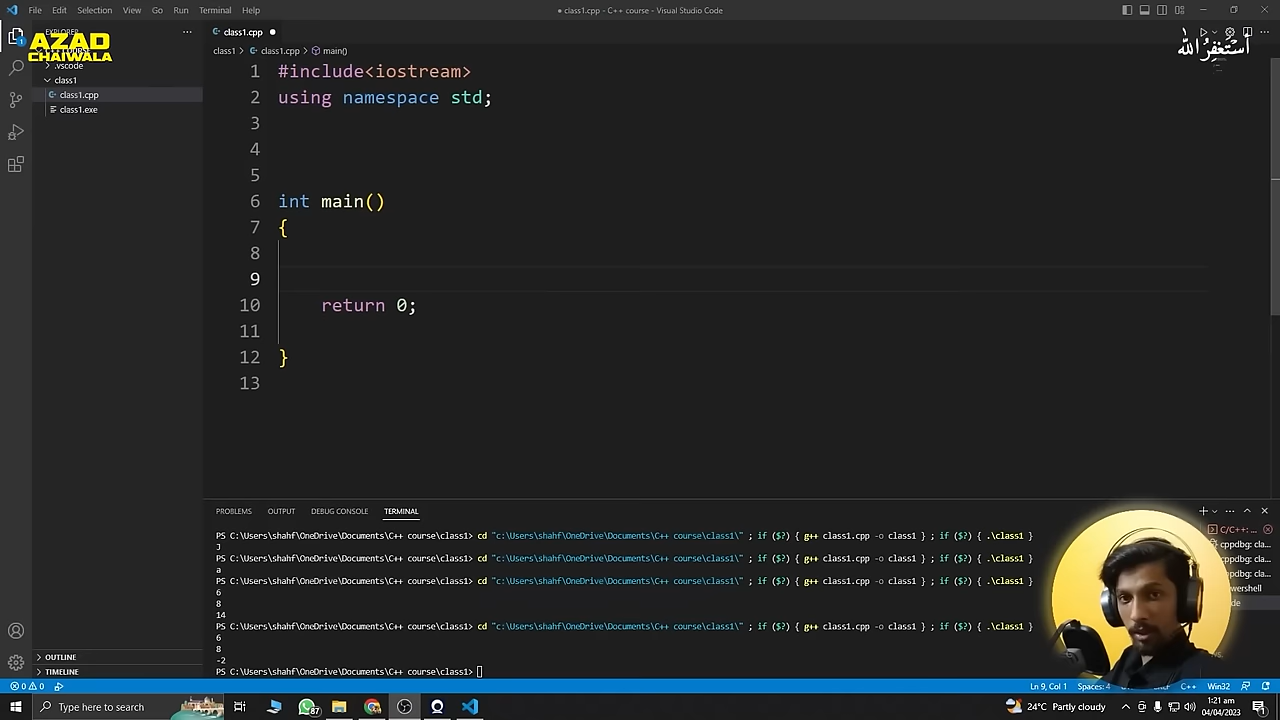 File Edit Selection View Go Run Terminal Help
● class1.cpp - C++ course - Visual Studio Code
EXPLORER
AZAD
CHAIWALA
.vscode
class1
class1.cpp
class1.exe
OUTLINE
TIMELINE
class1.cpp ●
class1 > class1.cpp > main()
أستغفر الله
1 #include<iostream>
2 using namespace std;
3
4
5
6 int main()
7 {
8
9
10 return 0;
11
12 }
13
PROBLEMS OUTPUT DEBUG CONSOLE TERMINAL
PS C:\Users\shahf\OneDrive\Documents\C++ course\class1> cd "c:\Users\shahf\OneDrive\Documents\C++ course\class1\" ; if ($?) { g++ class1.cpp -o class1 } ; if ($?) { .\class1 }
J
PS C:\Users\shahf\OneDrive\Documents\C++ course\class1> cd "c:\Users\shahf\OneDrive\Documents\C++ course\class1\" ; if ($?) { g++ class1.cpp -o class1 } ; if ($?) { .\class1 }
a
PS C:\Users\shahf\OneDrive\Documents\C++ course\class1> cd "c:\Users\shahf\OneDrive\Documents\C++ course\class1\" ; if ($?) { g++ class1.cpp -o class1 } ; if ($?) { .\class1 }
6
8
14
PS C:\Users\shahf\OneDrive\Documents\C++ course\class1> cd "c:\Users\shahf\OneDrive\Documents\C++ course\class1\" ; if ($?) { g++ class1.cpp -o class1 } ; if ($?) { .\class1 }
6
8
-2
PS C:\Users\shahf\OneDrive\Documents\C++ course\class1>
C/C++: ...
cppdbg: cla...
cppdbg: cla...
0 0
Ln 9, Col 1 Spaces: 4 C++ Win32
Type here to search
87
24°C Partly cloudy
1:21 am
04/04/2023